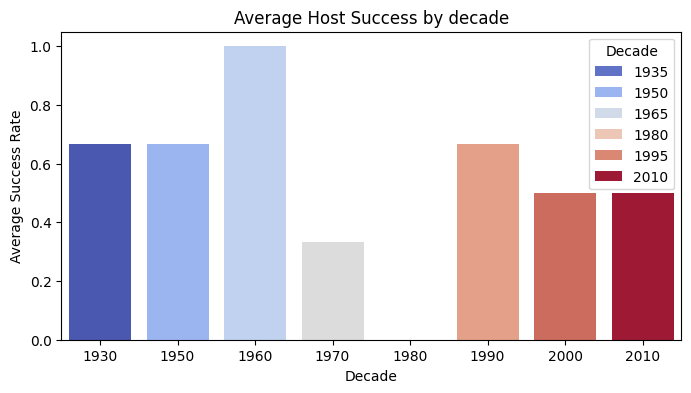 Average Host Success by decade
Average Success Rate
1.0
0.8
0.6
0.4
0.2
0.0
Decade
1935
1950
1965
1980
1995
2010
1930 1950 1960 1970 1980 1990 2000 2010
Decade